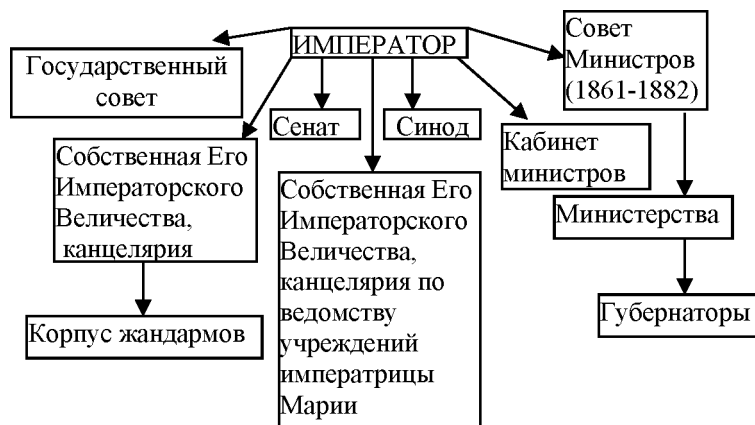 ИМПЕРАТОР
Государственный
совет
Совет
Министров
(1861-1882)
Сенат
Синод
Кабинет
министров
Собственная Его
Императорского
Величества,
канцелярия
Собственная Его
Императорского
Величества,
канцелярия по
ведомству
учреждений
императрицы
Марии
Министерства
Корпус жандармов
Губернаторы